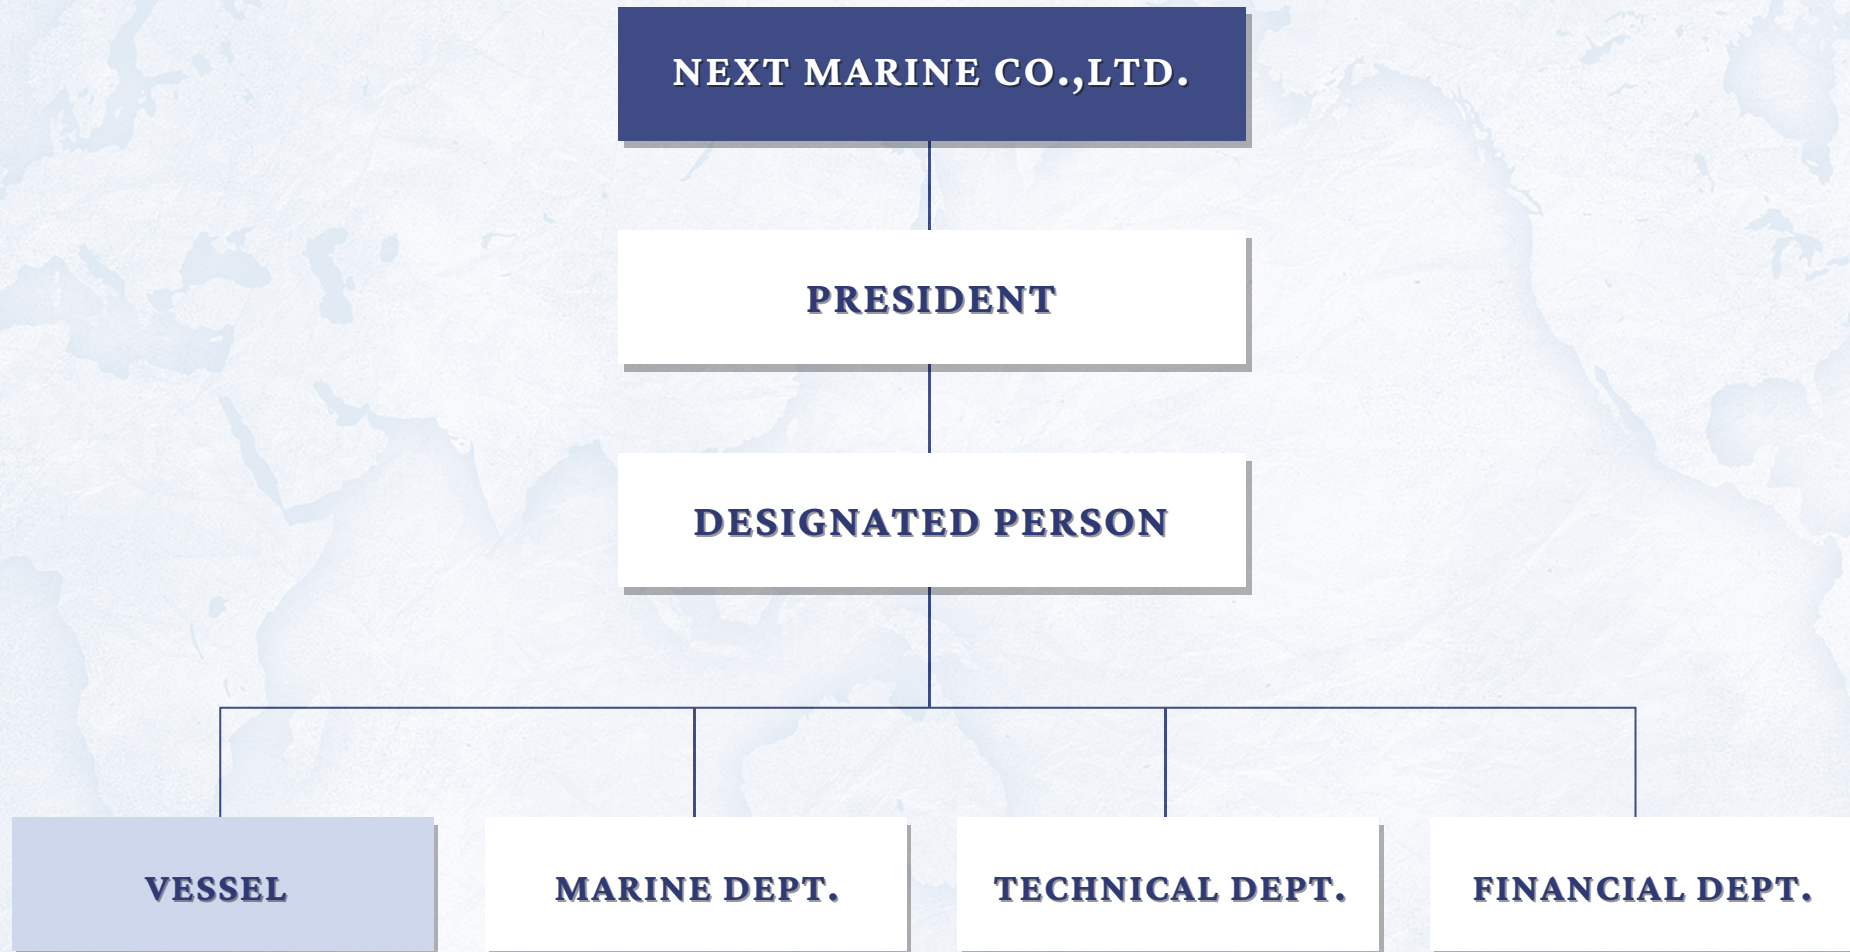 NEXT MARINE CO.,LTD.
PRESIDENT
DESIGNATED PERSON
VESSEL
MARINE DEPT.
TECHNICAL DEPT.
FINANCIAL DEPT.